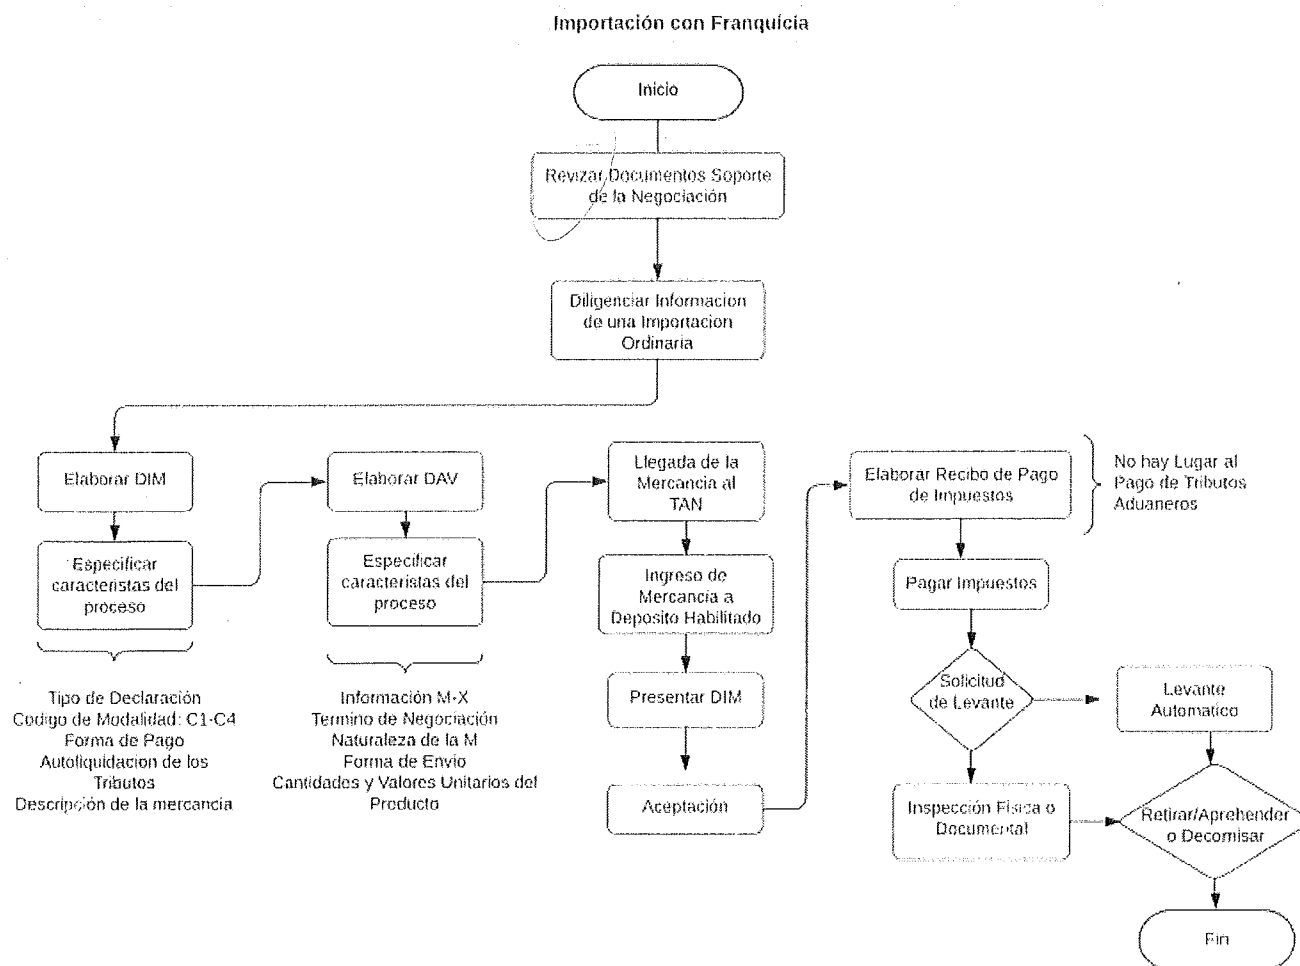 Importación con Franquicia
Inicio
Revizar Documentos Soporte
de la Negociación
Diligenciar Informacion
de una Importacion
Ordinaria
Elaborar DIM
Especificar
caracteristas del
proceso
Tipo de Declaración
Codigo de Modalidad: C1-C4
Forma de Pago
Autoliquidacion de los
Tributos
Descripción de la mercancia
Elaborar DAV
Especificar
caracteristas del
proceso
Información M-X
Termino de Negociación
Naturaleza de la M
Forma de Envio
Cantidades y Valores Unitarios del
Producto
Llegada de la
Mercancia al
TAN
Ingreso de
Mercancia a
Deposito Habilitado
Presentar DIM
Aceptación
Elaborar Recibo de Pago
de Impuestos
No hay Lugar al
Pago de Tributos
Aduaneros
Pagar Impuestos
Solicitud
de Levante
Levante
Automatico
Inspección Física o
Documental
Retirar/Aprehender
o Decomisar
Fin